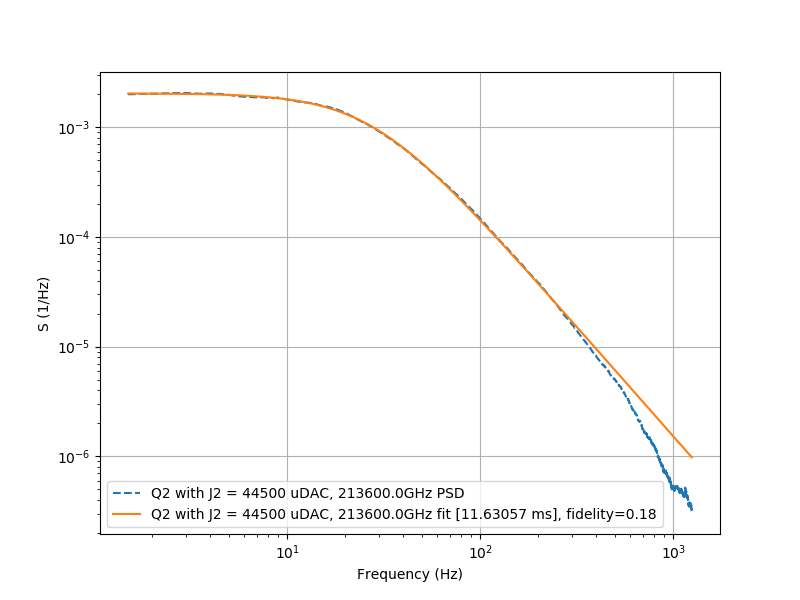 10⁻³
10⁻⁴
10⁻⁵
10⁻⁶
S (1/Hz)
Q2 with J2 = 44500 uDAC, 213600.0GHz PSD
Q2 with J2 = 44500 uDAC, 213600.0GHz fit [11.63057 ms], fidelity=0.18
10¹ 10² 10³
Frequency (Hz)